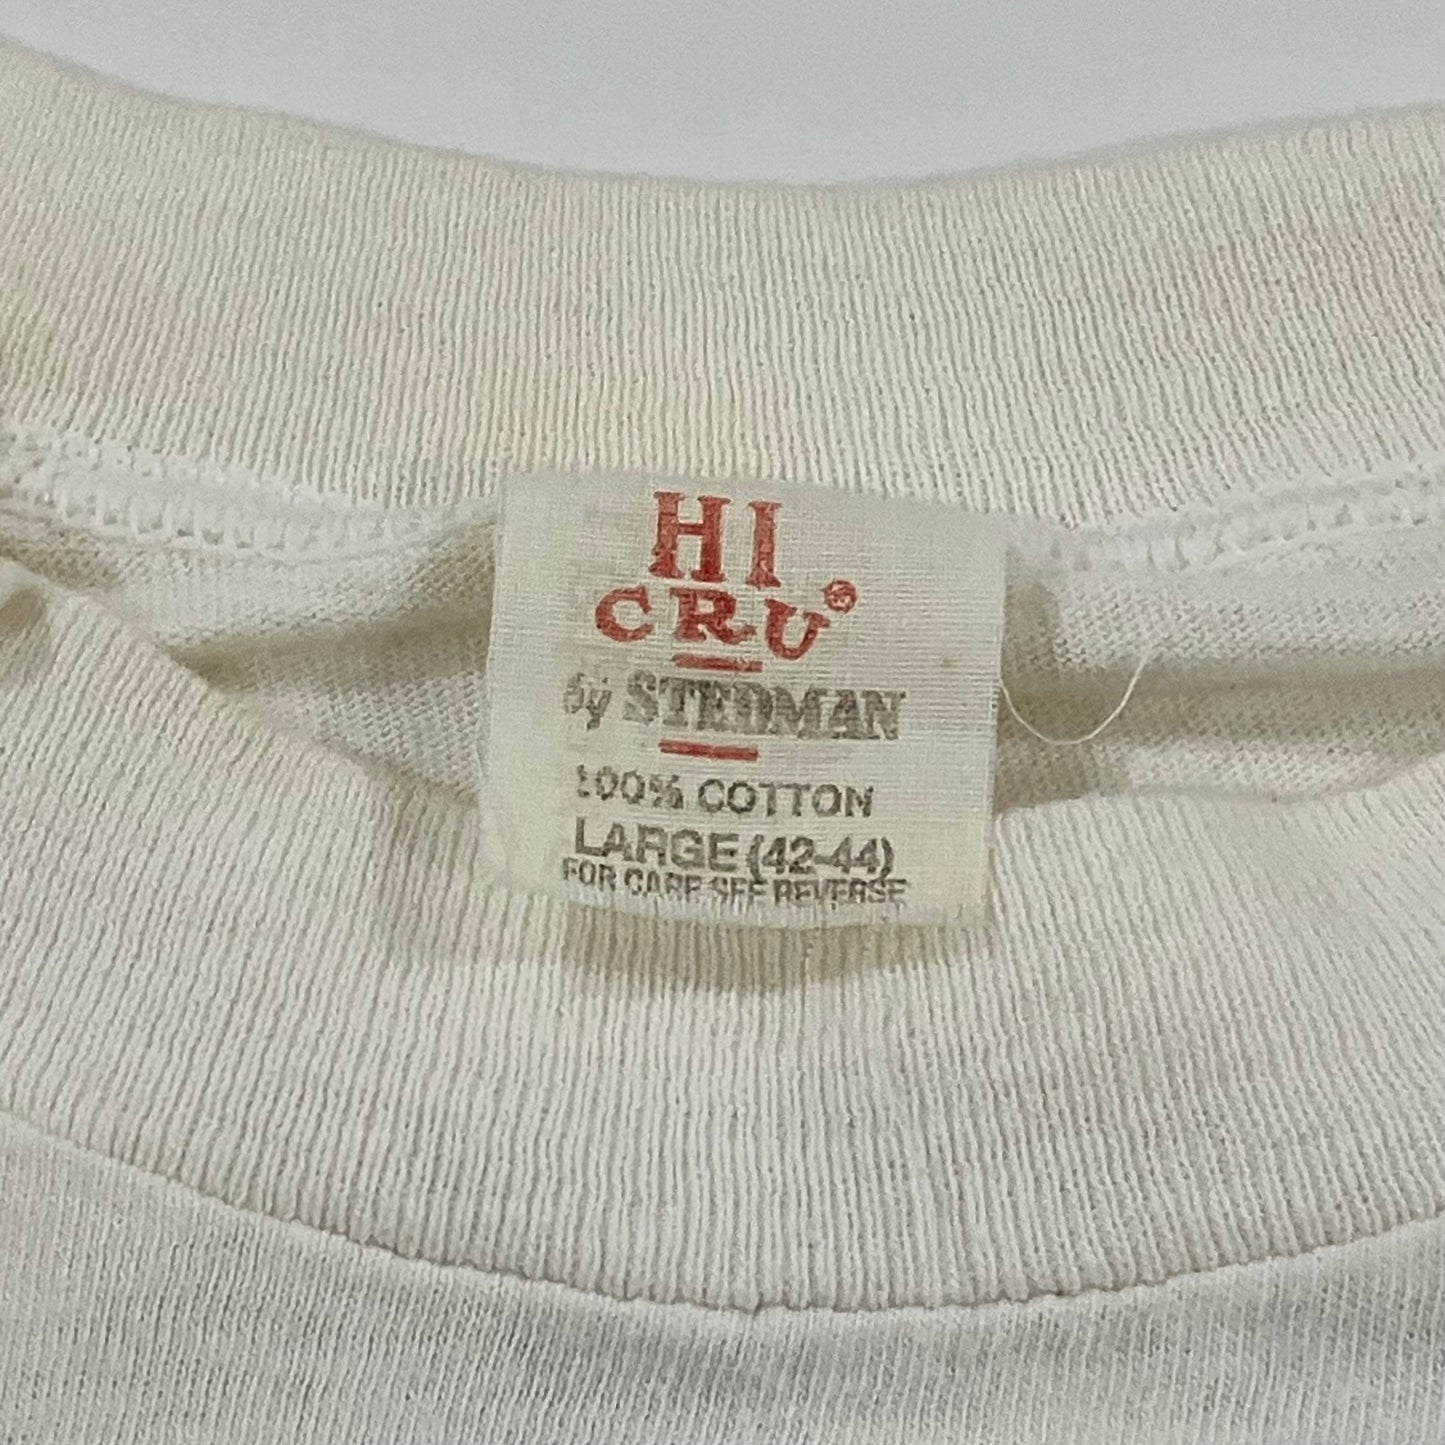 HI
CRU®
by STEDMAN
100% COTTON
LARGE (42-44)
FOR CARE SEE REVERSE